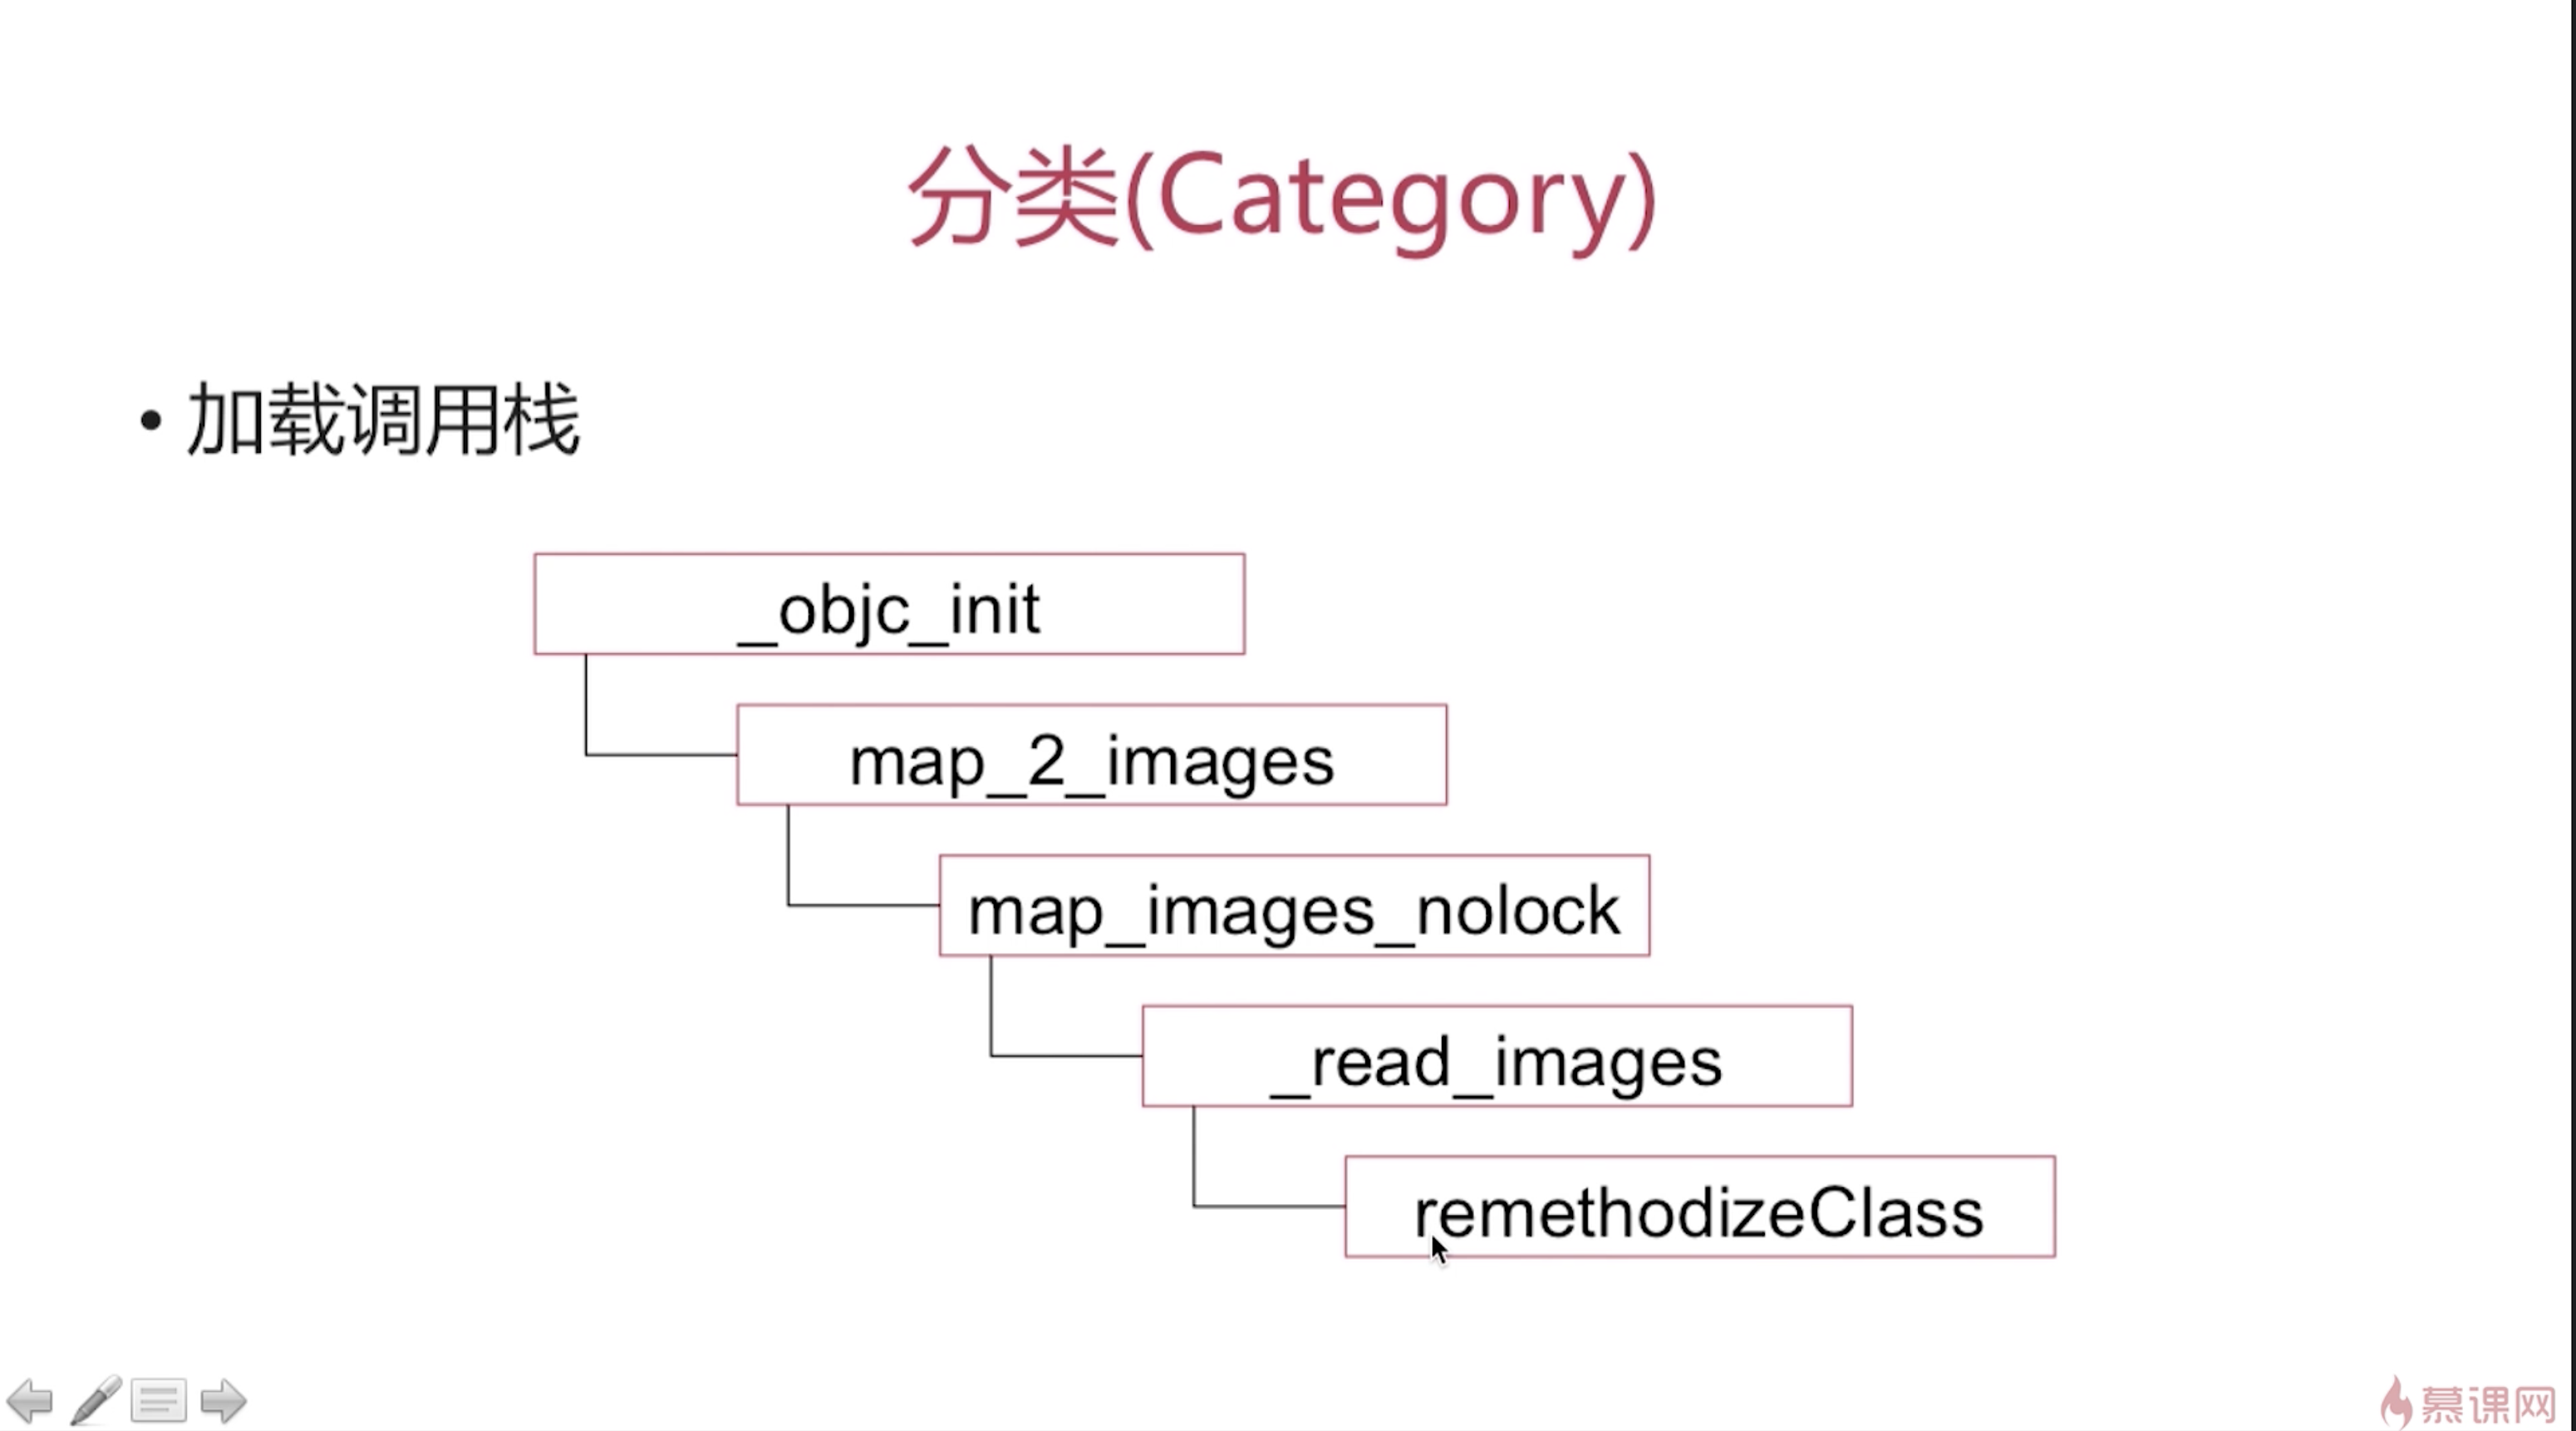 分类(Category)
• 加载调用栈
_objc_init
map_2_images
map_images_nolock
_read_images
remethodizeClass
慕课网